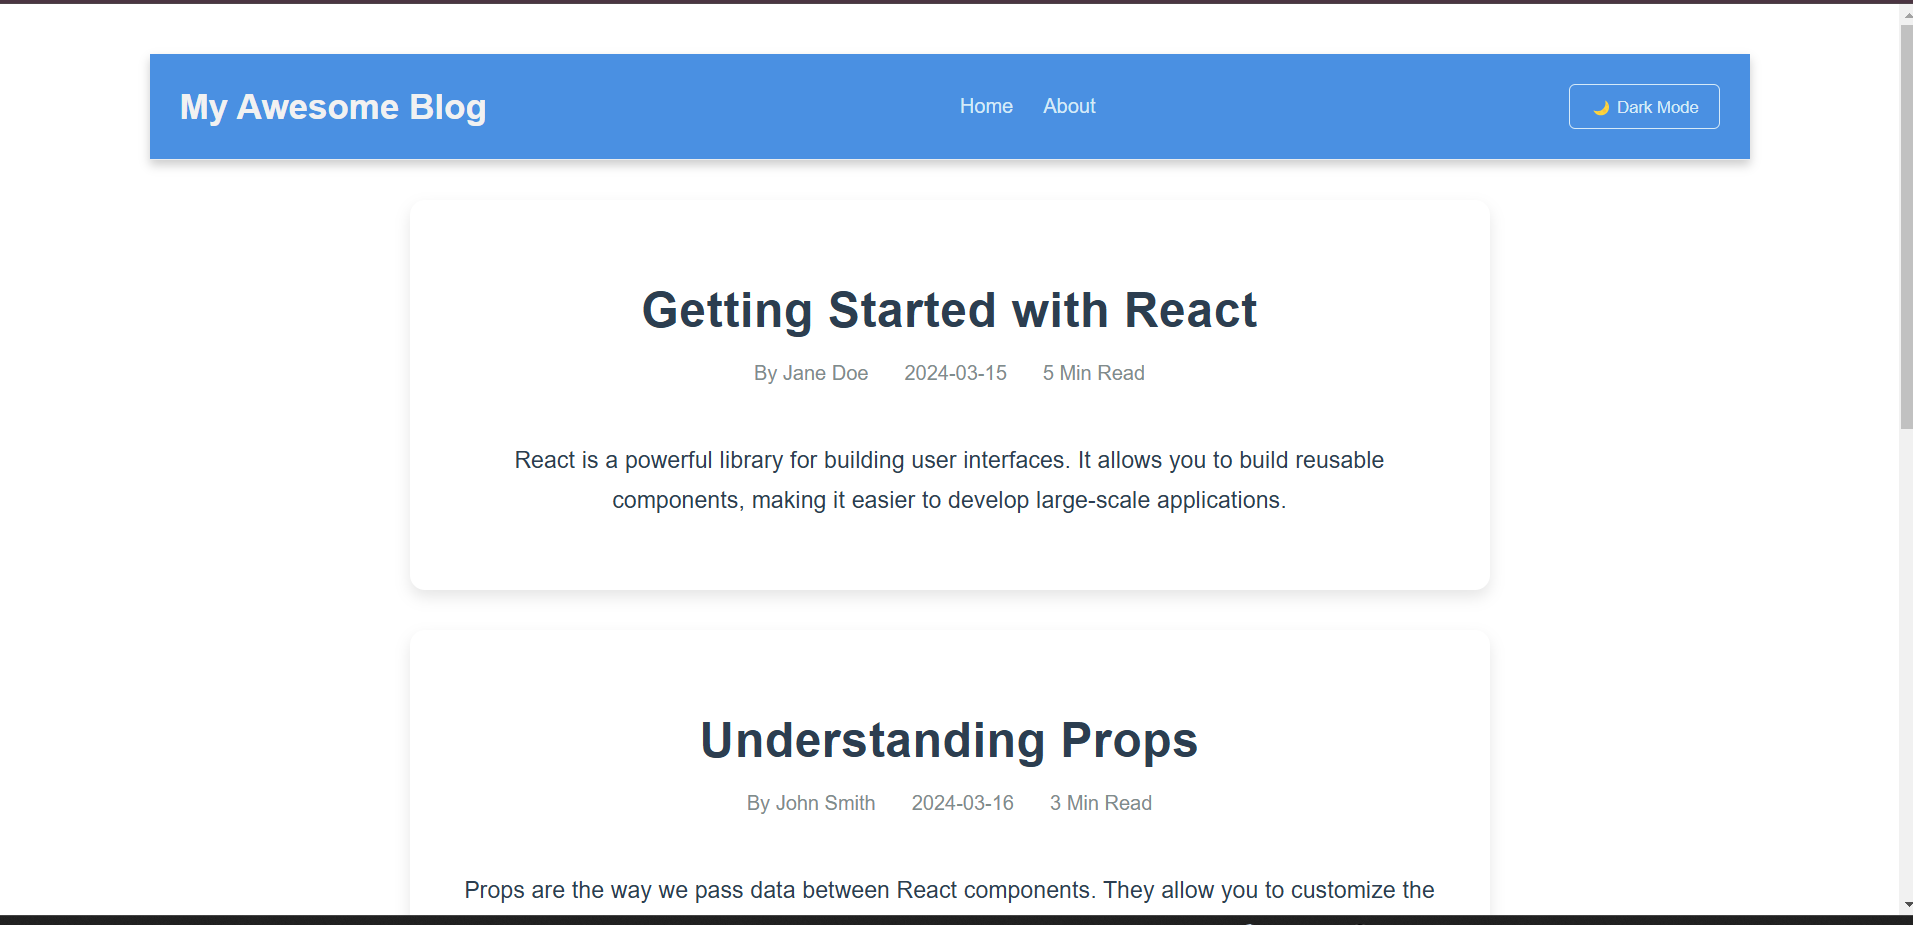 My Awesome Blog
Home About
🌙 Dark Mode
Getting Started with React
By Jane Doe 2024-03-15 5 Min Read
React is a powerful library for building user interfaces. It allows you to build reusable
components, making it easier to develop large-scale applications.
Understanding Props
By John Smith 2024-03-16 3 Min Read
Props are the way we pass data between React components. They allow you to customize the